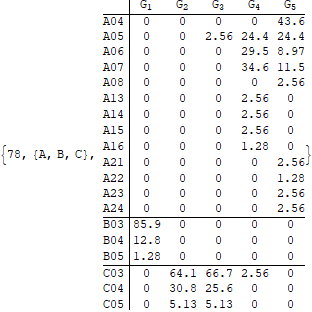 G1 G2 G3 G4 G5
A04 0 0 0 0 43.6
A05 0 0 2.56 24.4 24.4
A06 0 0 0 29.5 8.97
A07 0 0 0 34.6 11.5
A08 0 0 0 0 2.56
A13 0 0 0 2.56 0
A14 0 0 0 2.56 0
A15 0 0 0 2.56 0
A16 0 0 0 1.28 0
{78, {A, B, C}, }
A21 0 0 0 0 2.56
A22 0 0 0 0 1.28
A23 0 0 0 0 2.56
A24 0 0 0 0 2.56
B03 85.9 0 0 0 0
B04 12.8 0 0 0 0
B05 1.28 0 0 0 0
C03 0 64.1 66.7 2.56 0
C04 0 30.8 25.6 0 0
C05 0 5.13 5.13 0 0